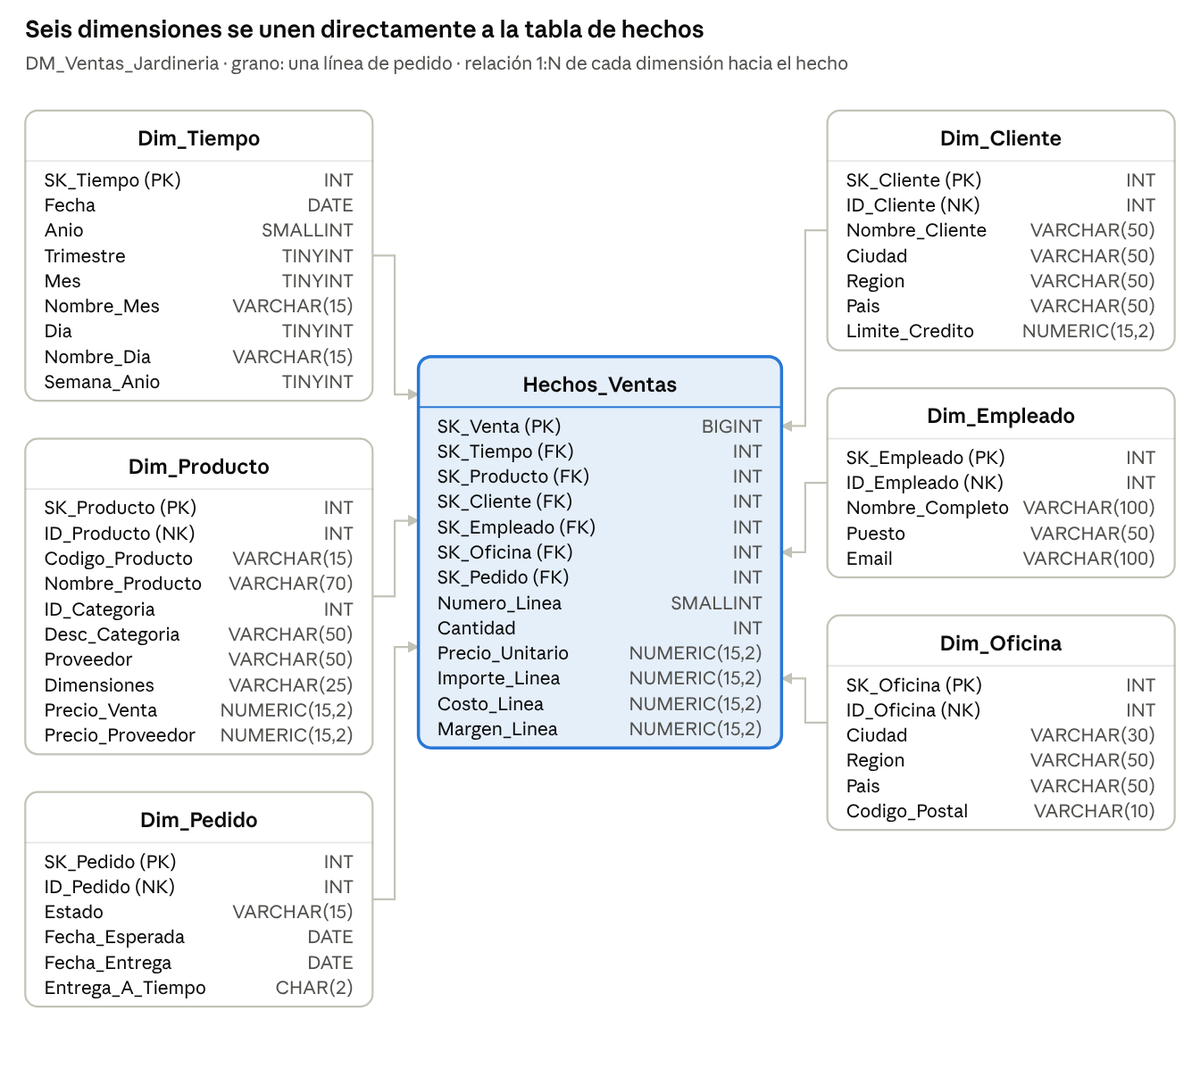 Seis dimensiones se unen directamente a la tabla de hechos
DM_Ventas_Jardineria · grano: una línea de pedido · relación 1:N de cada dimensión hacia el hecho
Dim_Tiempo
SK_Tiempo (PK) INT
Fecha DATE
Anio SMALLINT
Trimestre TINYINT
Mes TINYINT
Nombre_Mes VARCHAR(15)
Dia TINYINT
Nombre_Dia VARCHAR(15)
Semana_Anio TINYINT
Dim_Producto
SK_Producto (PK) INT
ID_Producto (NK) INT
Codigo_Producto VARCHAR(15)
Nombre_Producto VARCHAR(70)
ID_Categoria INT
Desc_Categoria VARCHAR(50)
Proveedor VARCHAR(50)
Dimensiones VARCHAR(25)
Precio_Venta NUMERIC(15,2)
Precio_Proveedor NUMERIC(15,2)
Dim_Pedido
SK_Pedido (PK) INT
ID_Pedido (NK) INT
Estado VARCHAR(15)
Fecha_Esperada DATE
Fecha_Entrega DATE
Entrega_A_Tiempo CHAR(2)
Hechos_Ventas
SK_Venta (PK) BIGINT
SK_Tiempo (FK) INT
SK_Producto (FK) INT
SK_Cliente (FK) INT
SK_Empleado (FK) INT
SK_Oficina (FK) INT
SK_Pedido (FK) INT
Numero_Linea SMALLINT
Cantidad INT
Precio_Unitario NUMERIC(15,2)
Importe_Linea NUMERIC(15,2)
Costo_Linea NUMERIC(15,2)
Margen_Linea NUMERIC(15,2)
Dim_Cliente
SK_Cliente (PK) INT
ID_Cliente (NK) INT
Nombre_Cliente VARCHAR(50)
Ciudad VARCHAR(50)
Region VARCHAR(50)
Pais VARCHAR(50)
Limite_Credito NUMERIC(15,2)
Dim_Empleado
SK_Empleado (PK) INT
ID_Empleado (NK) INT
Nombre_Completo VARCHAR(100)
Puesto VARCHAR(50)
Email VARCHAR(100)
Dim_Oficina
SK_Oficina (PK) INT
ID_Oficina (NK) INT
Ciudad VARCHAR(30)
Region VARCHAR(50)
Pais VARCHAR(50)
Codigo_Postal VARCHAR(10)